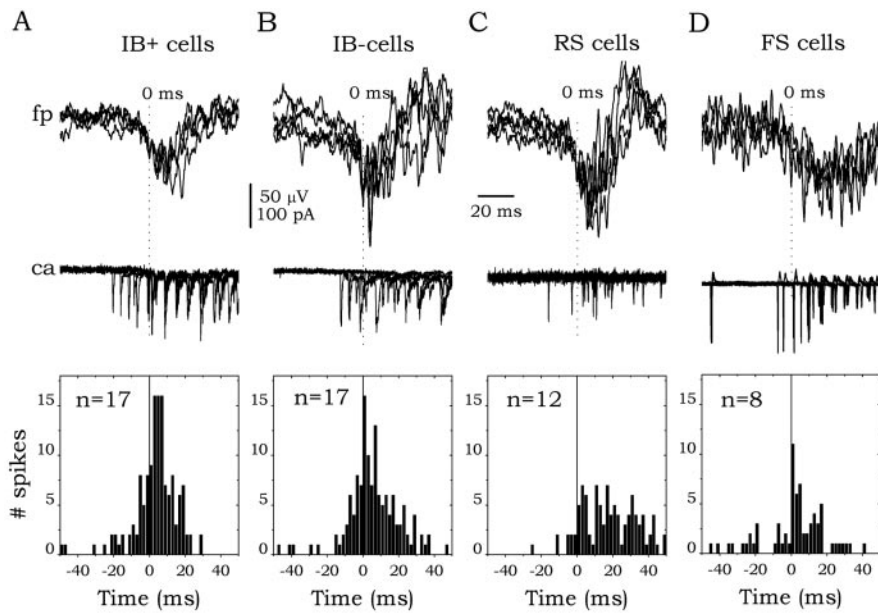 A B C D
IB+ cells IB-cells RS cells FS cells
0 ms 0 ms 0 ms 0 ms
fp
50 µV
100 pA
20 ms
ca
15 15 15 15
n=17 n=17 n=12 n=8
10 10 10 10
# spikes
5 5 5 5
0 0 0 0
-40 -20 0 20 40 -40 -20 0 20 40 -40 -20 0 20 40 -40 -20 0 20 40
Time (ms) Time (ms) Time (ms) Time (ms)